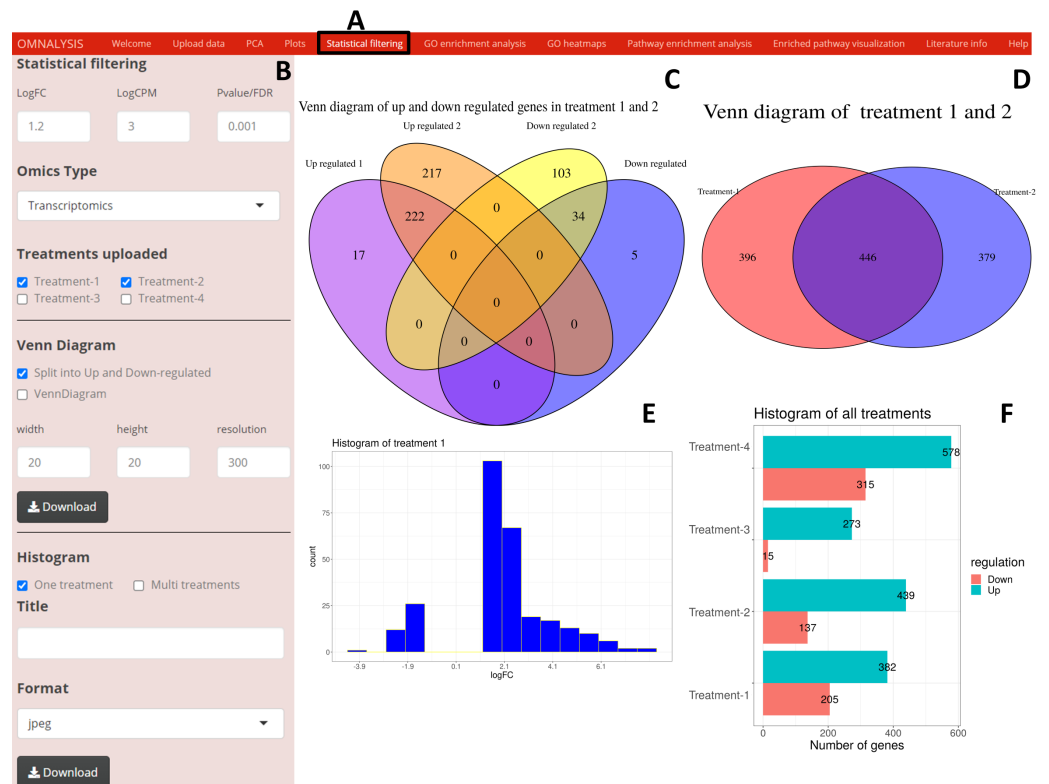 A
OMNALYSIS Welcome Upload data PCA Plots Statistical filtering GO enrichment analysis GO heatmaps Pathway enrichment analysis Enriched pathway visualization Literature info Help
Statistical filtering
B
LogFC LogCPM Pvalue/FDR
1.2 3 0.001
Omics Type
Transcriptomics
Treatments uploaded
Treatment-1 Treatment-2
Treatment-3 Treatment-4
Venn Diagram
Split into Up and Down-regulated
VennDiagram
width height resolution
20 20 300
Download
Histogram
One treatment Multi treatments
Title
Format
jpeg
Download
C
Venn diagram of up and down regulated genes in treatment 1 and 2
Up regulated 2 Down regulated 2
Up regulated 1 Down regulated
217 103
222 0 34
17 0 0 5
0
0 0
0 0
0
D
Venn diagram of treatment 1 and 2
Treatment-1 Treatment-2
396 446 379
E
Histogram of treatment 1
100
75
50
25
0
count
-3.9 -1.9 0.1 2.1 4.1 6.1
logFC
F
Histogram of all treatments
Treatment-4
578
315
Treatment-3
273
15
Treatment-2
439
137
Treatment-1
382
205
0 200 400 600
Number of genes
regulation
Down
Up